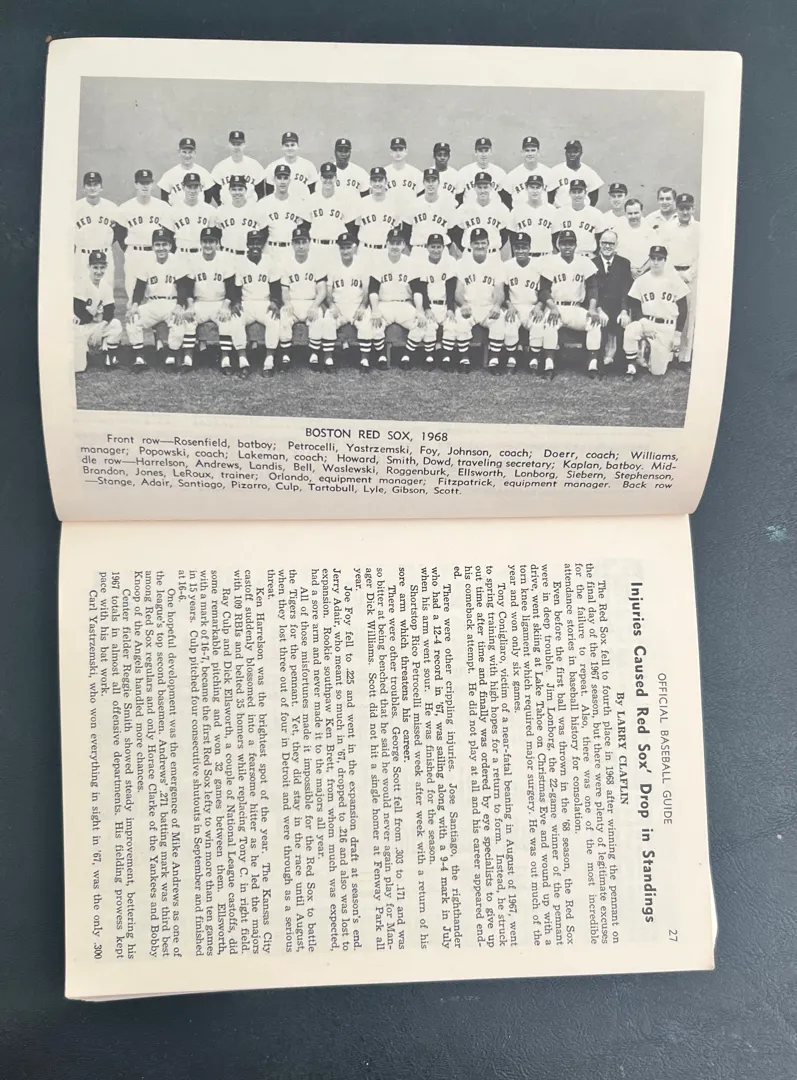 BOSTON RED SOX, 1968
Front row—Rosenfield, batboy; Petrocelli, Yastrzemski, Foy, Johnson, coach; Doerr, coach; Williams,
manager; Popowski, coach; Lakeman, coach; Howard, Smith, Dowd, traveling secretary; Kaplan, batboy. Mid-
dle row—Harrelson, Andrews, Landis, Bell, Waslewski, Roggenburk, Ellsworth, Lonborg, Siebern, Stephenson,
Brandon, Jones, LeRoux, trainer; Orlando, equipment manager; Fitzpatrick, equipment manager. Back row
—Stange, Adair, Santiago, Pizarro, Culp, Tartabull, Lyle, Gibson, Scott.
OFFICIAL BASEBALL GUIDE 27
Injuries Caused Red Sox' Drop in Standings
By LARRY CLAFLIN
The Red Sox fell to fourth place in 1968 after winning the pennant on
the final day of the 1967 season, but there were plenty of legitimate excuses
for the failure to repeat. Also, there was one of the most incredible
attendance stories in baseball history for consolation.
Even before the first ball was thrown in the '68 season, the Red Sox
were in deep trouble. Jim Lonborg, the 22-game winner of the pennant
drive, went skiing at Lake Tahoe on Christmas Eve and wound up with a
torn knee ligament which required major surgery. He was out much of the
year and won only six games.
Tony Conigliaro, victim of a near-fatal beaning in August of 1967, went
to spring training with high hopes for a return to form. Instead, he struck
out time after time and finally was ordered by eye specialists to give up
his comeback attempt. He did not play at all and his career appeared end-
ed.
There were other crippling injuries. Jose Santiago, the righthander
who had a 12-4 record in '67, was sailing along with a 9-4 mark in July
when his arm went sour. He was finished for the season.
Shortstop Rico Petrocelli missed week after week with a return of his
sore arm which threatens his career.
There were other troubles. George Scott fell from .303 to .171 and was
so bitter at being benched that he said he would never again play for Man-
ager Dick Williams. Scott did not hit a single homer at Fenway Park all
year.
Joe Foy fell to .225 and went in the expansion draft at season's end.
Jerry Adair, who meant so much in '67, dropped to .216 and also was lost to
expansion. Rookie southpaw Ken Brett, from whom much was expected,
had a sore arm and never made it to the majors all year.
All of those misfortunes made it impossible for the Red Sox to battle
the Tigers for the pennant. Yet, they did stay in the race until August,
when they lost three out of four in Detroit and were through as a serious
threat.
Ken Harrelson was the brightest spot of the year. The Kansas City
castoff suddenly blossomed into a fearsome hitter as he led the majors
with 109 RBIs and belted 35 homers while replacing Tony C. in right field.
Ray Culp and Dick Ellsworth, a couple of National League castoffs, did
some remarkable pitching and won 32 games between them. Ellsworth,
with a mark of 16-7, became the first Red Sox lefty to win more than ten games
in 15 years. Culp pitched four consecutive shutouts in September and finished
at 16-6.
One hopeful development was the emergence of Mike Andrews as one of
the league's top second basemen. Andrews' .271 batting mark was third best
among Red Sox regulars and only Horace Clarke of the Yankees and Bobby
Knoop of the Angels handled more chances.
Center fielder Reggie Smith showed steady improvement, bettering his
1967 totals in almost all offensive departments. His fielding prowess kept
pace with his bat work.
Carl Yastrzemski, who won everything in sight in '67, was the only .300